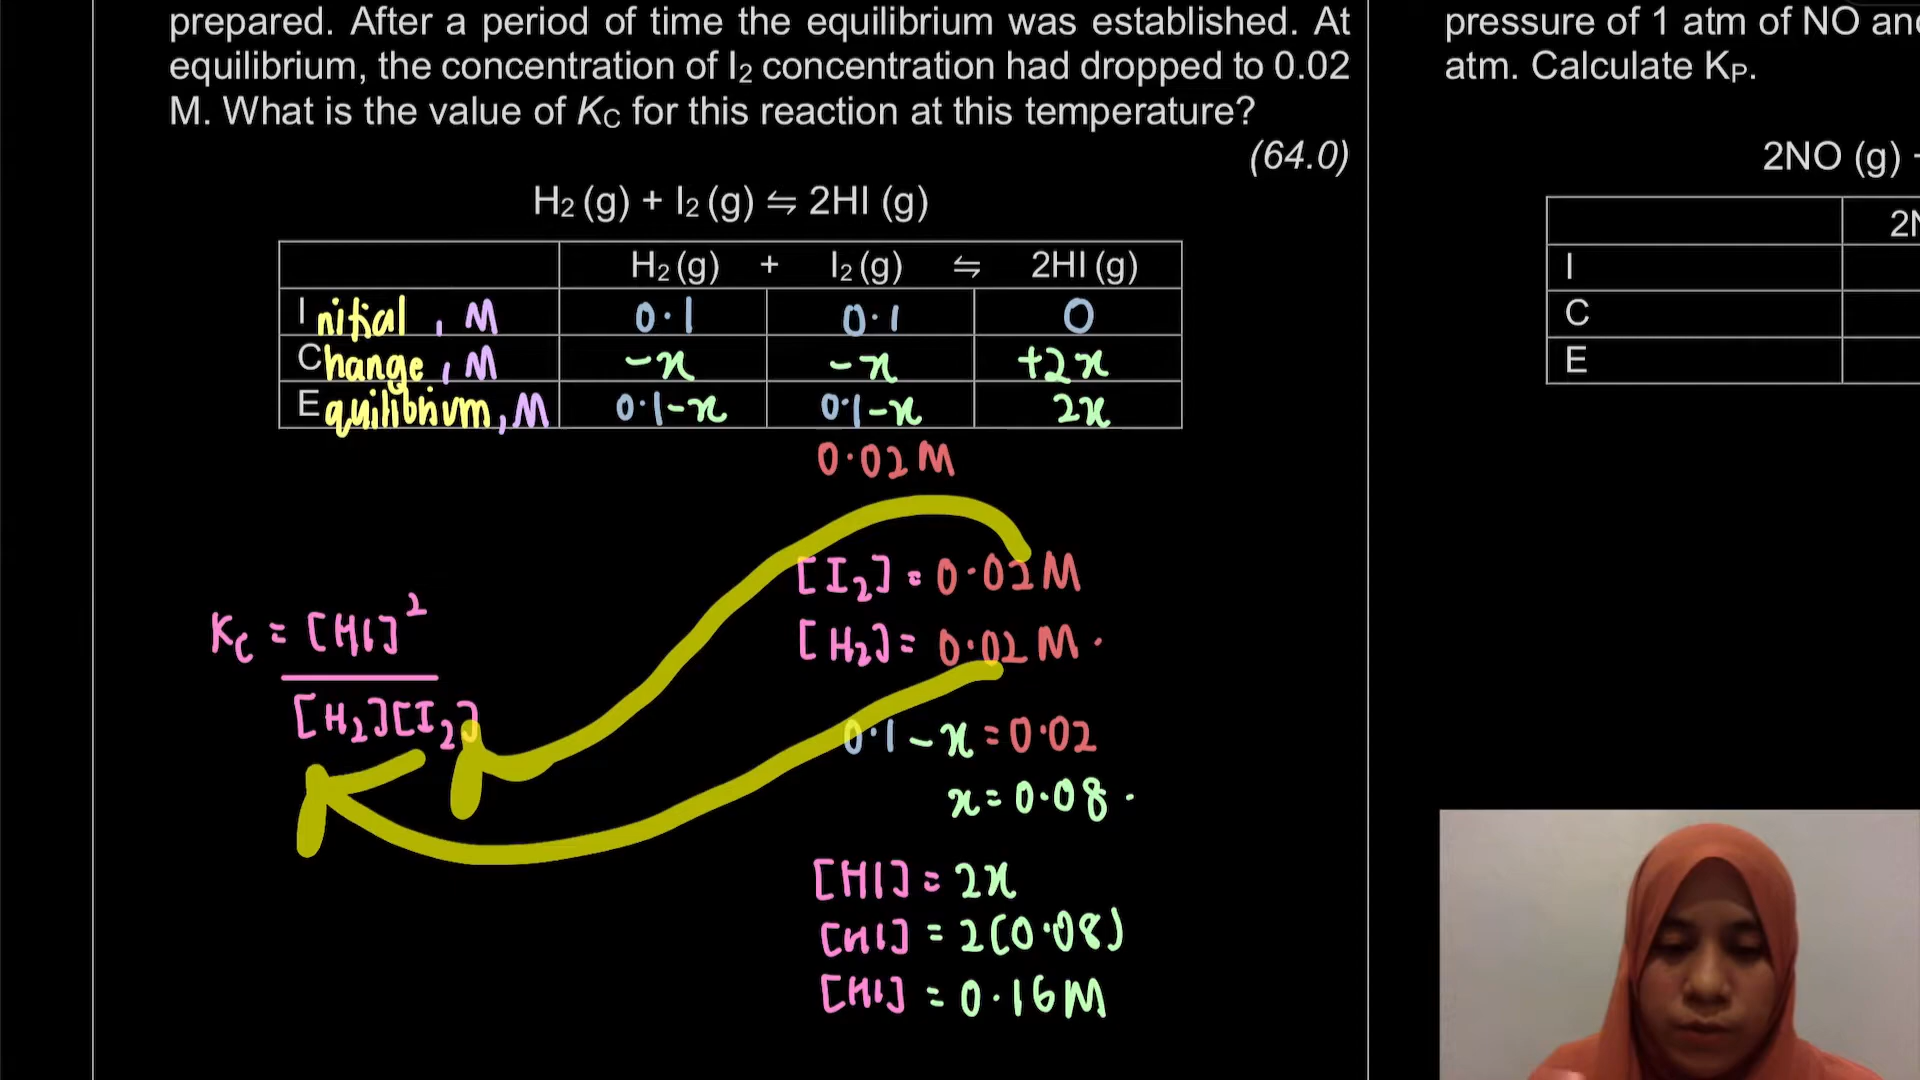 prepared. After a period of time the equilibrium was established. At
equilibrium, the concentration of I₂ concentration had dropped to 0.02
M. What is the value of KC for this reaction at this temperature?
(64.0)
H₂ (g) + I₂ (g) ⇋ 2HI (g)
H₂ (g) + I₂ (g) ⇋ 2HI (g)
Initial, M 0.1 0.1 0
Change, M -x -x +2x
Equilibrium, M 0.1-x 0.1-x 2x
0.02 M
[I₂] = 0.02 M
[H₂] = 0.02 M.
KC = [HI]²
[H₂][I₂]
0.1 - x = 0.02
x = 0.08.
[HI] = 2x
[HI] = 2(0.08)
[HI] = 0.16 M
pressure of 1 atm of NO and
atm. Calculate KP.
2NO (g)
I
C
E